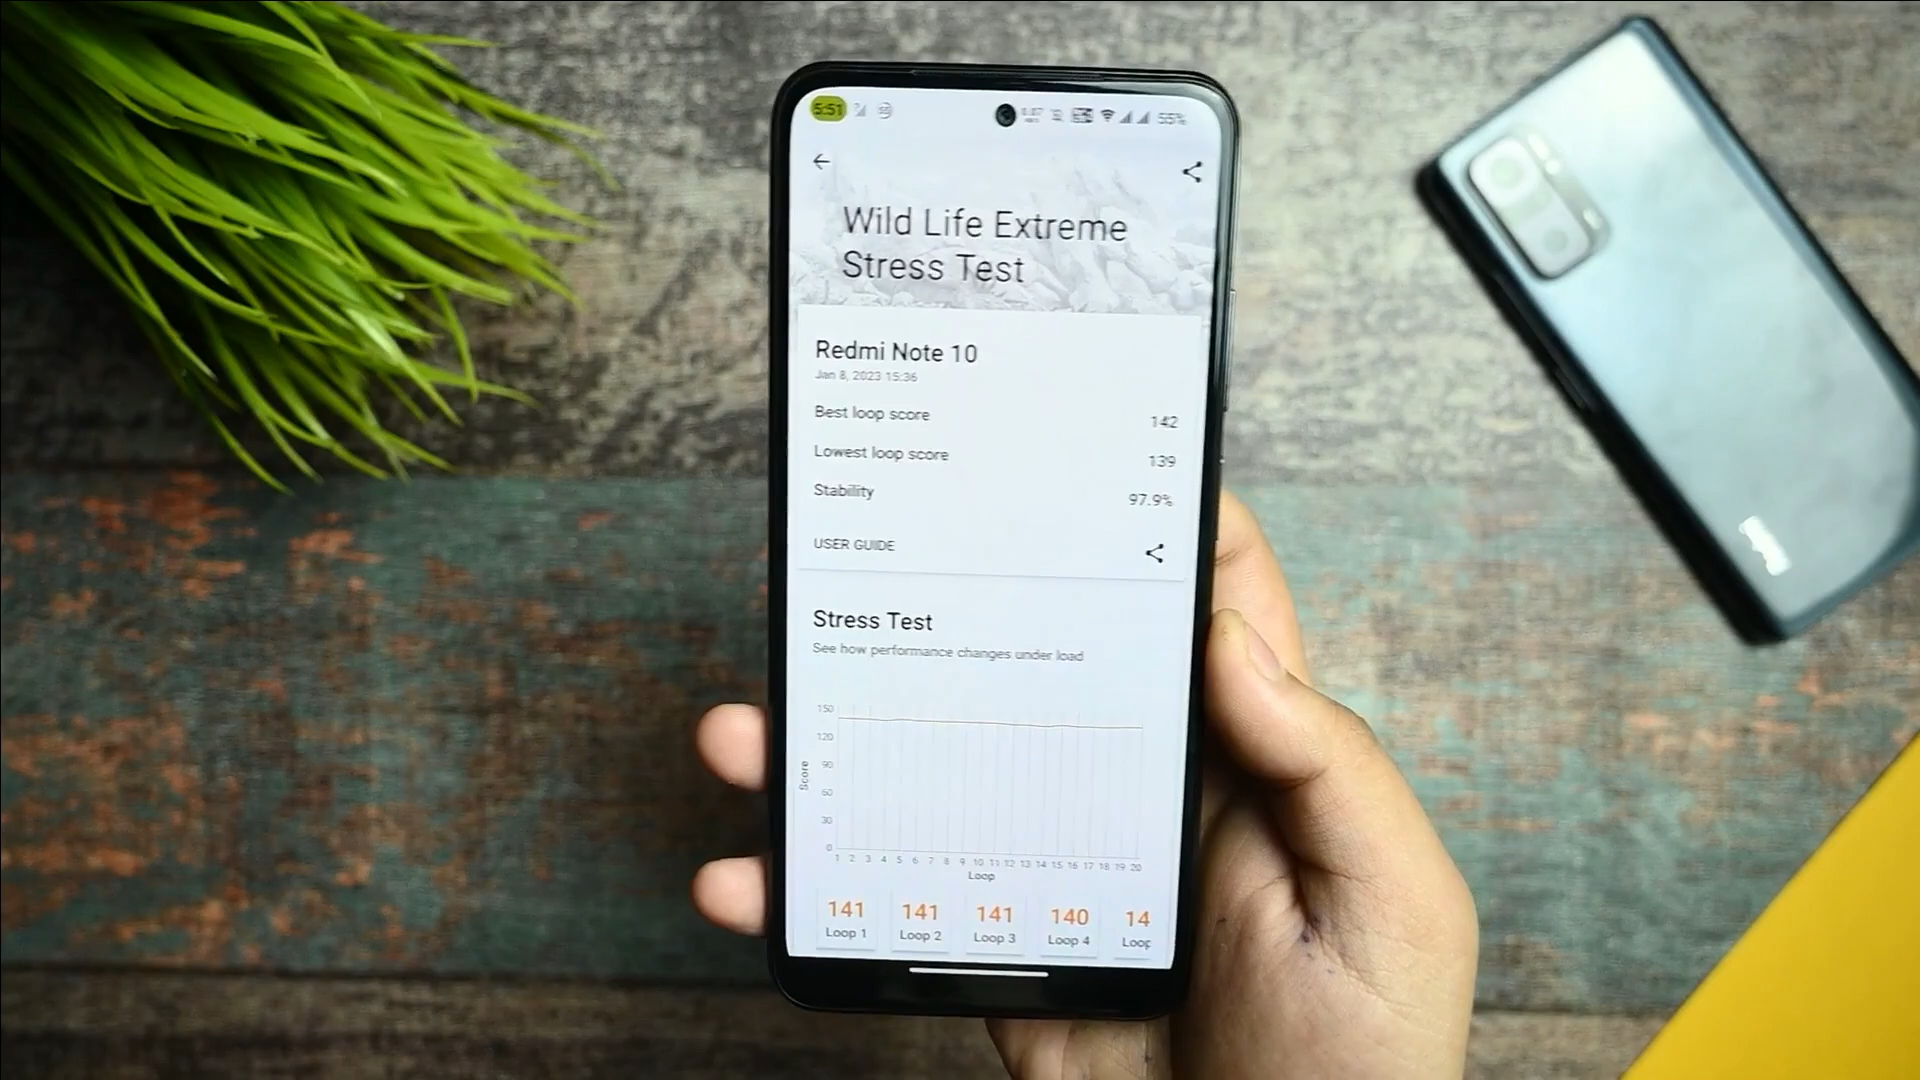 5:51
55%
Wild Life Extreme
Stress Test
Redmi Note 10
Jan 8, 2023 15:36
Best loop score 142
Lowest loop score 139
Stability 97.9%
USER GUIDE
Stress Test
See how performance changes under load
150
120
90
60
30
0
Score
1 2 3 4 5 6 7 8 9 10 11 12 13 14 15 16 17 18 19 20
Loop
141 141 141 140 14
Loop 1 Loop 2 Loop 3 Loop 4 Loop